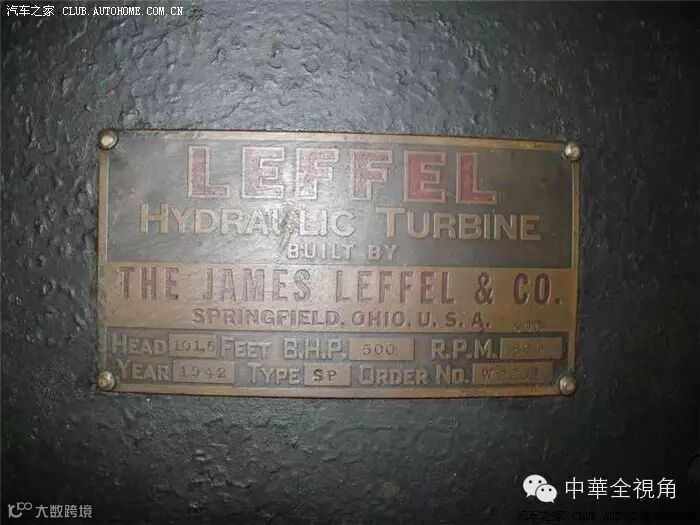 汽车之家 CLUB.AUTOHOME.COM.CN
LEFFEL
HYDRAULIC TURBINE
BUILT BY
THE JAMES LEFFEL & CO.
SPRINGFIELD, OHIO, U.S.A.
HEAD 101.5 FEET B.H.P. 500 R.P.M.
YEAR 1942 TYPE SP ORDER NO.
中華全視角
大数跨境